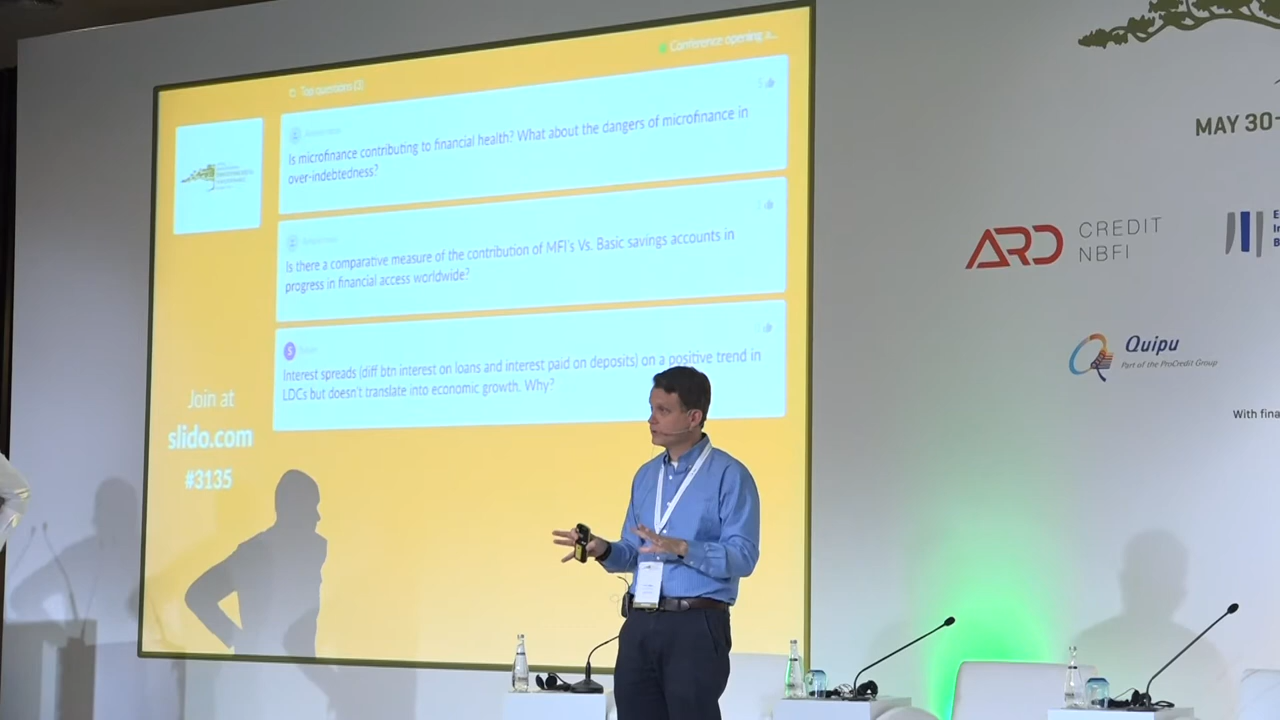 Top questions (3)
Conference opening a...
Is microfinance contributing to financial health? What about the dangers of microfinance in
over-indebtedness?
Is there a comparative measure of the contribution of MFI's Vs. Basic savings accounts in
progress in financial access worldwide?
S
Interest spreads (diff btn interest on loans and interest paid on deposits) on a positive trend in
LDCs but doesn't translate into economic growth. Why?
Join at
slido.com
#3135
MAY 30-
ARD CREDIT
NBFI
E
In
B
Quipu
Part of the ProCredit Group
With fina